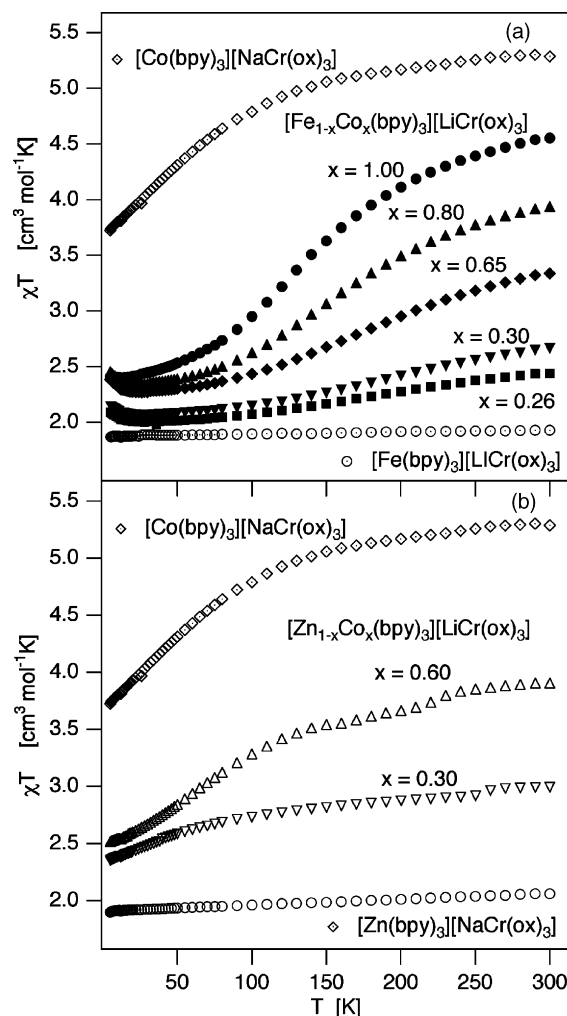 (a)
5.5
◇ [Co(bpy)3][NaCr(ox)3]
5.0
[Fe1-xCox(bpy)3][LiCr(ox)3]
4.5
x = 1.00
4.0
x = 0.80
3.5
x = 0.65
3.0
x = 0.30
2.5
x = 0.26
2.0
[Fe(bpy)3][LICr(ox)3]
χT [cm3 mol-1K]
(b)
5.5
[Co(bpy)3][NaCr(ox)3]
5.0
[Zn1-xCox(bpy)3][LiCr(ox)3]
4.5
x = 0.60
4.0
3.5
x = 0.30
3.0
2.5
2.0
[Zn(bpy)3][NaCr(ox)3]
χT [cm3 mol-1K]
50 100 150 200 250 300
T [K]